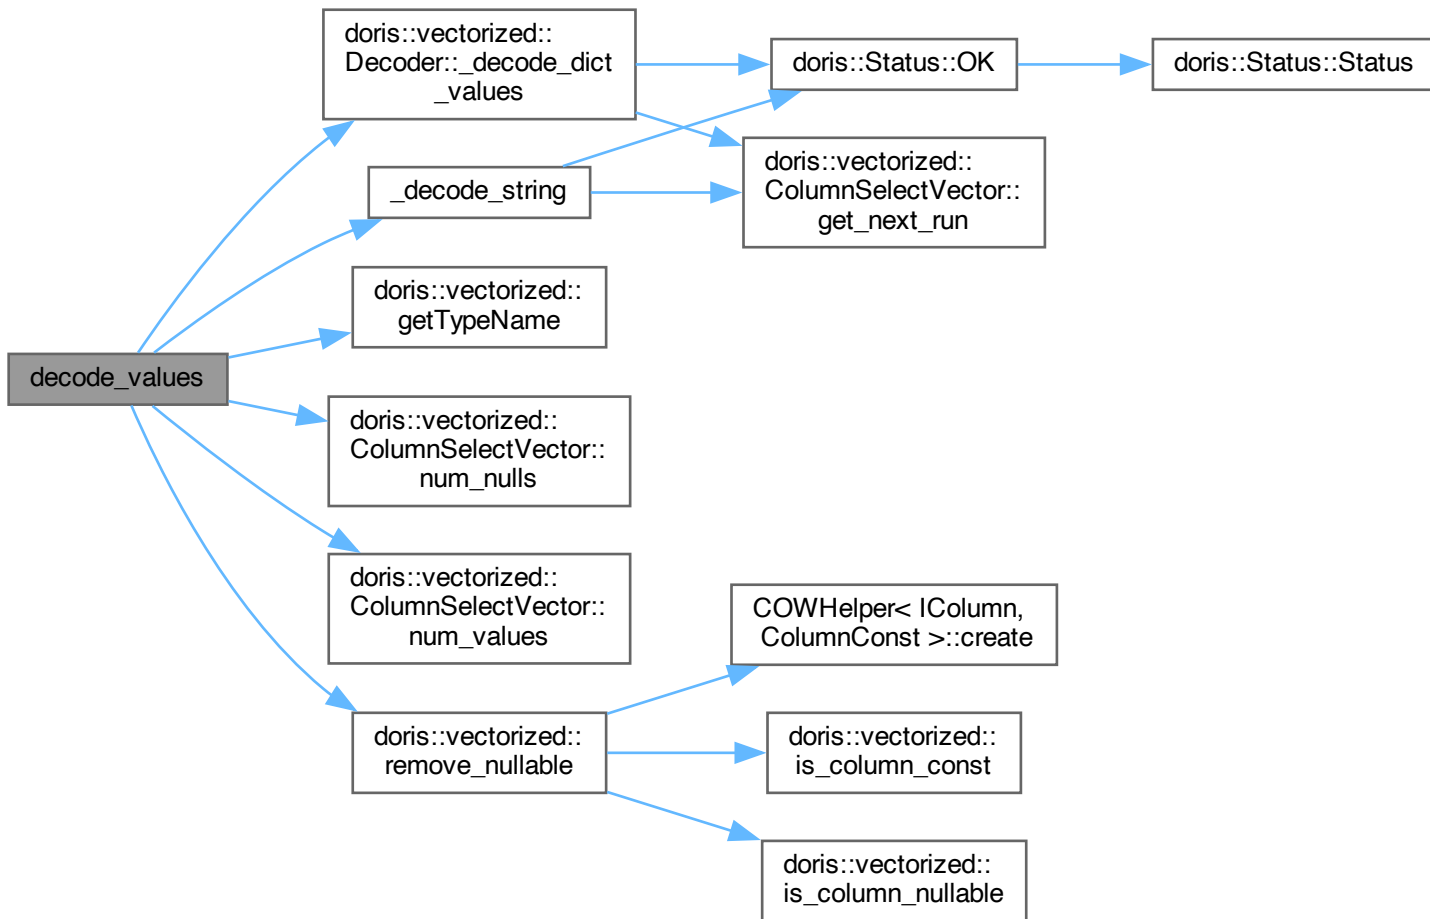 decode_values
doris::vectorized::
Decoder::_decode_dict
_values
_decode_string
doris::vectorized::
getTypeName
doris::vectorized::
ColumnSelectVector::
num_nulls
doris::vectorized::
ColumnSelectVector::
num_values
doris::vectorized::
remove_nullable
doris::Status::OK
doris::Status::Status
doris::vectorized::
ColumnSelectVector::
get_next_run
COWHelper< IColumn,
ColumnConst >::create
doris::vectorized::
is_column_const
doris::vectorized::
is_column_nullable